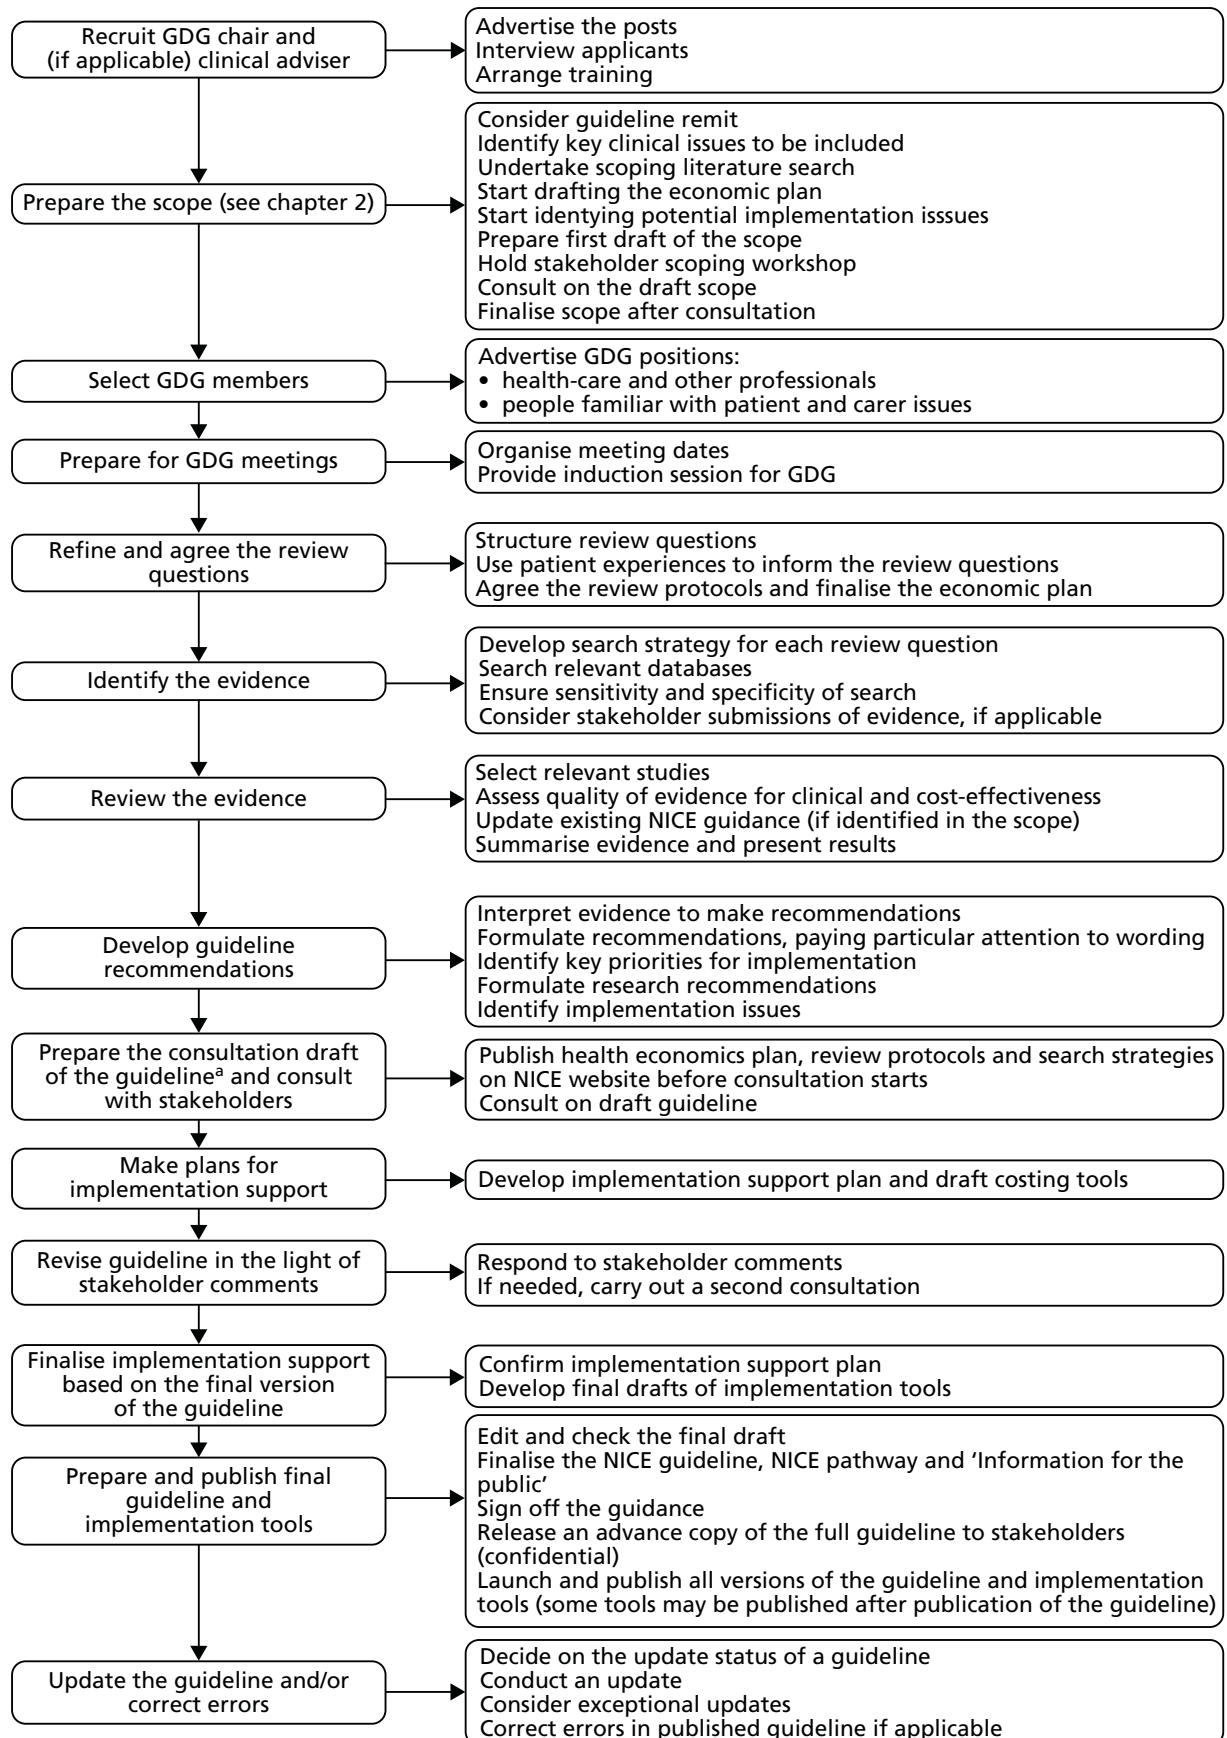 Recruit GDG chair and
(if applicable) clinical adviser
Advertise the posts
Interview applicants
Arrange training
Prepare the scope (see chapter 2)
Consider guideline remit
Identify key clinical issues to be included
Undertake scoping literature search
Start drafting the economic plan
Start identying potential implementation isssues
Prepare first draft of the scope
Hold stakeholder scoping workshop
Consult on the draft scope
Finalise scope after consultation
Select GDG members
Advertise GDG positions:
• health-care and other professionals
• people familiar with patient and carer issues
Prepare for GDG meetings
Organise meeting dates
Provide induction session for GDG
Refine and agree the review
questions
Structure review questions
Use patient experiences to inform the review questions
Agree the review protocols and finalise the economic plan
Identify the evidence
Develop search strategy for each review question
Search relevant databases
Ensure sensitivity and specificity of search
Consider stakeholder submissions of evidence, if applicable
Review the evidence
Select relevant studies
Assess quality of evidence for clinical and cost-effectiveness
Update existing NICE guidance (if identified in the scope)
Summarise evidence and present results
Develop guideline
recommendations
Interpret evidence to make recommendations
Formulate recommendations, paying particular attention to wording
Identify key priorities for implementation
Formulate research recommendations
Identify implementation issues
Prepare the consultation draft
of the guidelineᵃ and consult
with stakeholders
Publish health economics plan, review protocols and search strategies
on NICE website before consultation starts
Consult on draft guideline
Make plans for
implementation support
Develop implementation support plan and draft costing tools
Revise guideline in the light of
stakeholder comments
Respond to stakeholder comments
If needed, carry out a second consultation
Finalise implementation support
based on the final version
of the guideline
Confirm implementation support plan
Develop final drafts of implementation tools
Prepare and publish final
guideline and
implementation tools
Edit and check the final draft
Finalise the NICE guideline, NICE pathway and ‘Information for the
public’
Sign off the guidance
Release an advance copy of the full guideline to stakeholders
(confidential)
Launch and publish all versions of the guideline and implementation
tools (some tools may be published after publication of the guideline)
Update the guideline and/or
correct errors
Decide on the update status of a guideline
Conduct an update
Consider exceptional updates
Correct errors in published guideline if applicable